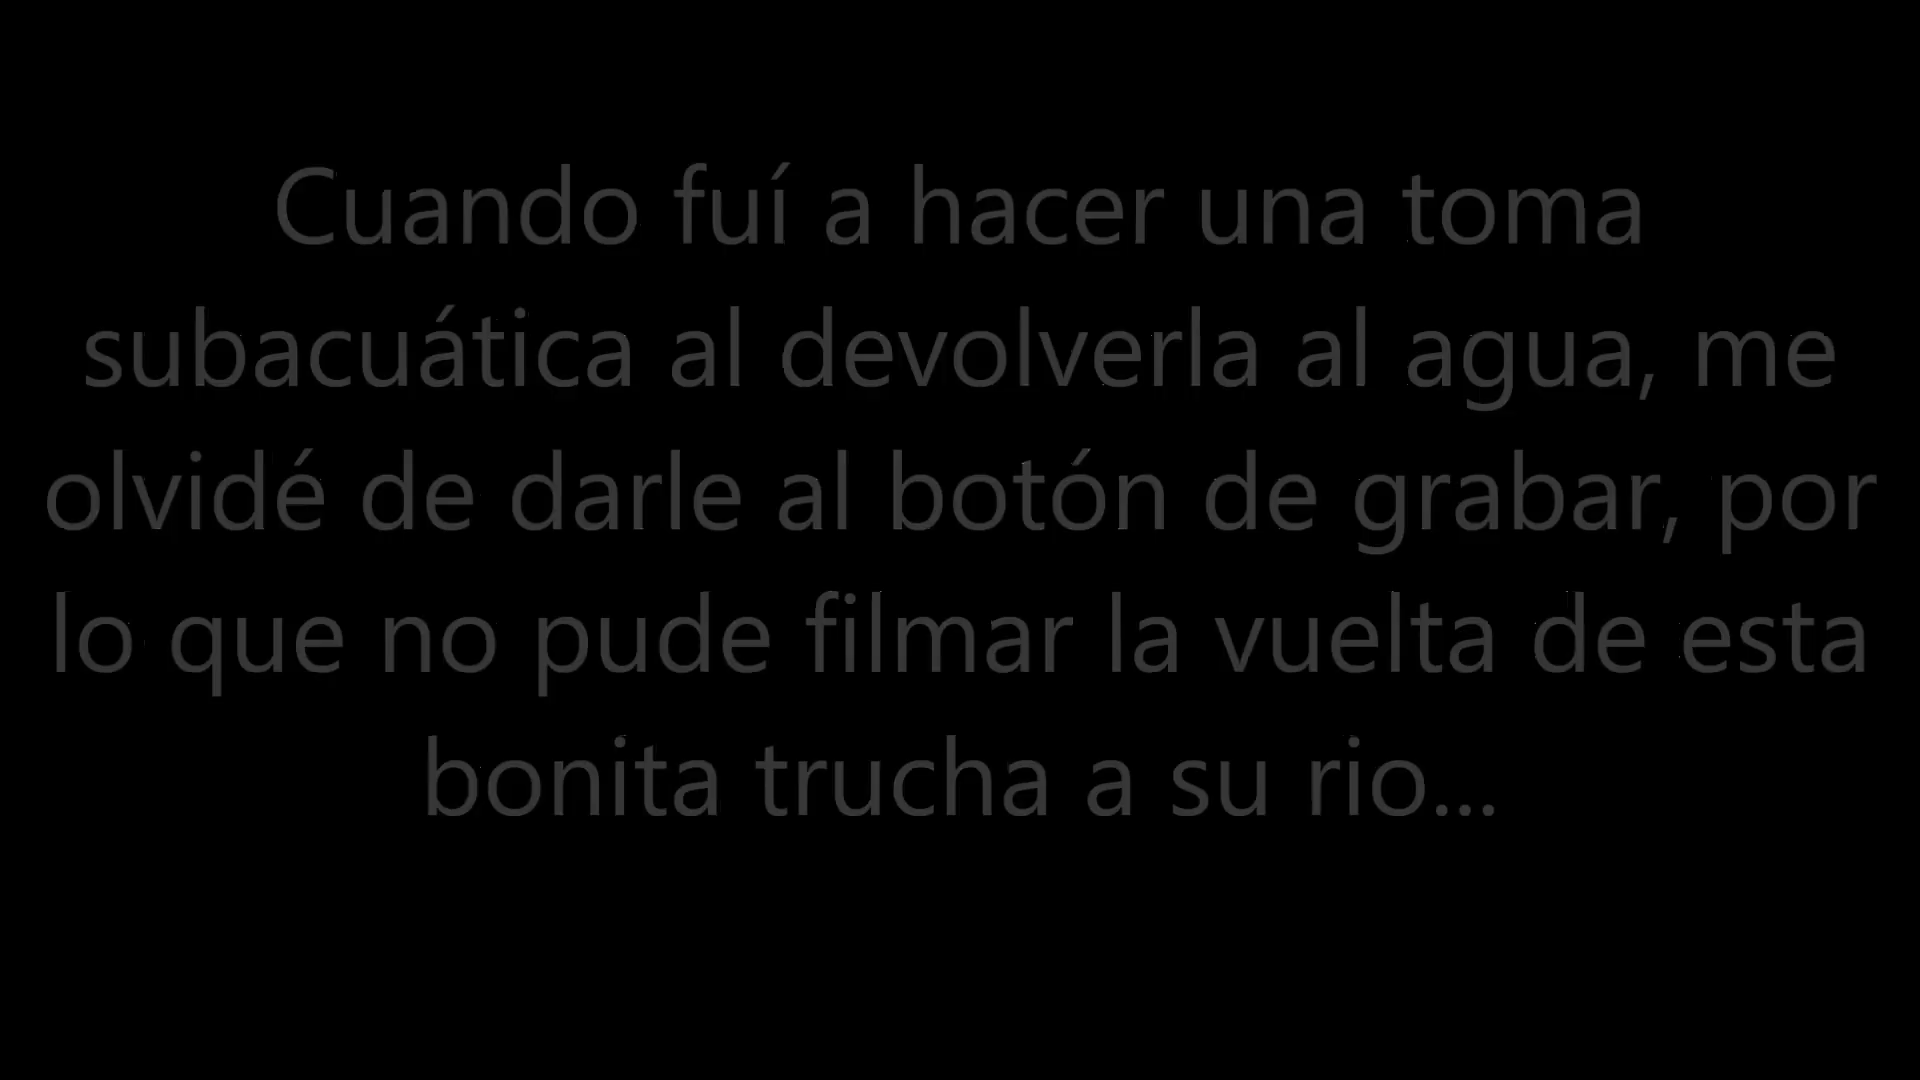 Cuando fuí a hacer una toma
subacuática al devolverla al agua, me
olvidé de darle al botón de grabar, por
lo que no pude filmar la vuelta de esta
bonita trucha a su rio...